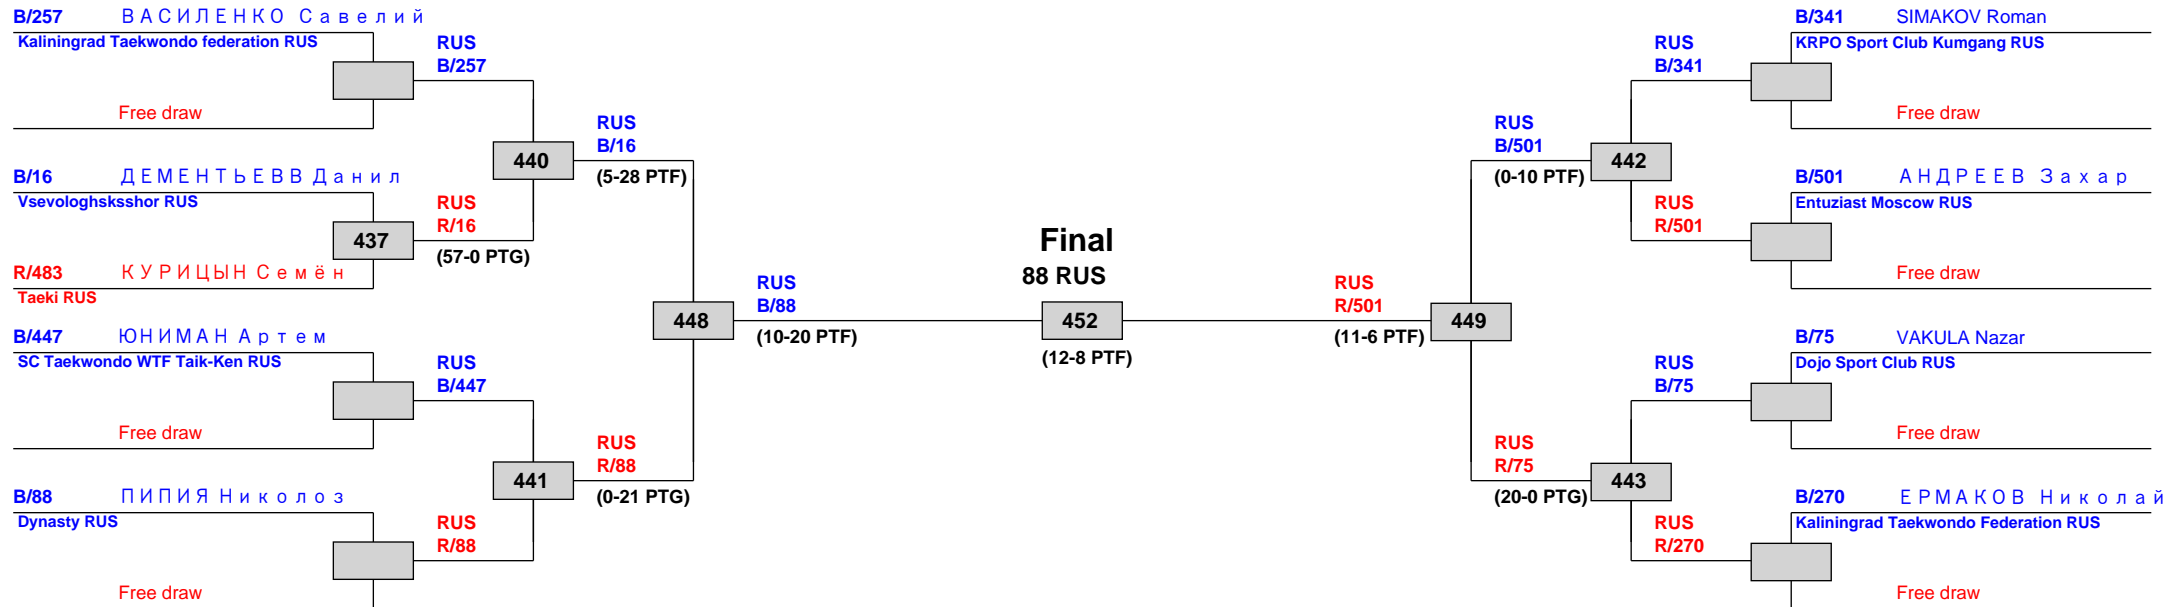 B/257 ВАСИЛЕНКО Савелий
Kaliningrad Taekwondo federation RUS
RUS
B/257
Free draw
RUS
B/16
440
(5-28 PTF)
B/16 ДЕМЕНТЬЕВВ Данил
Vsevologhsksshor RUS
RUS
R/16
437
(57-0 PTG)
R/483 КУРИЦЫН Семён
Taeki RUS
RUS
B/88
448
(10-20 PTF)
B/447 ЮНИМАН Артем
SC Taekwondo WTF Taik-Ken RUS
RUS
B/447
Free draw
RUS
R/88
441
(0-21 PTG)
B/88 ПИПИЯ Николоз
Dynasty RUS
RUS
R/88
Free draw
Final
88 RUS
452
(12-8 PTF)
B/341 SIMAKOV Roman
KRPO Sport Club Kumgang RUS
RUS
B/341
Free draw
RUS
B/501
442
(0-10 PTF)
B/501 АНДРЕЕВ Захар
Entuziast Moscow RUS
RUS
R/501
Free draw
RUS
R/501
449
(11-6 PTF)
B/75 VAKULA Nazar
Dojo Sport Club RUS
RUS
B/75
Free draw
RUS
R/75
443
(20-0 PTG)
B/270 ЕРМАКОВ Николай
Kaliningrad Taekwondo Federation RUS
RUS
R/270
Free draw